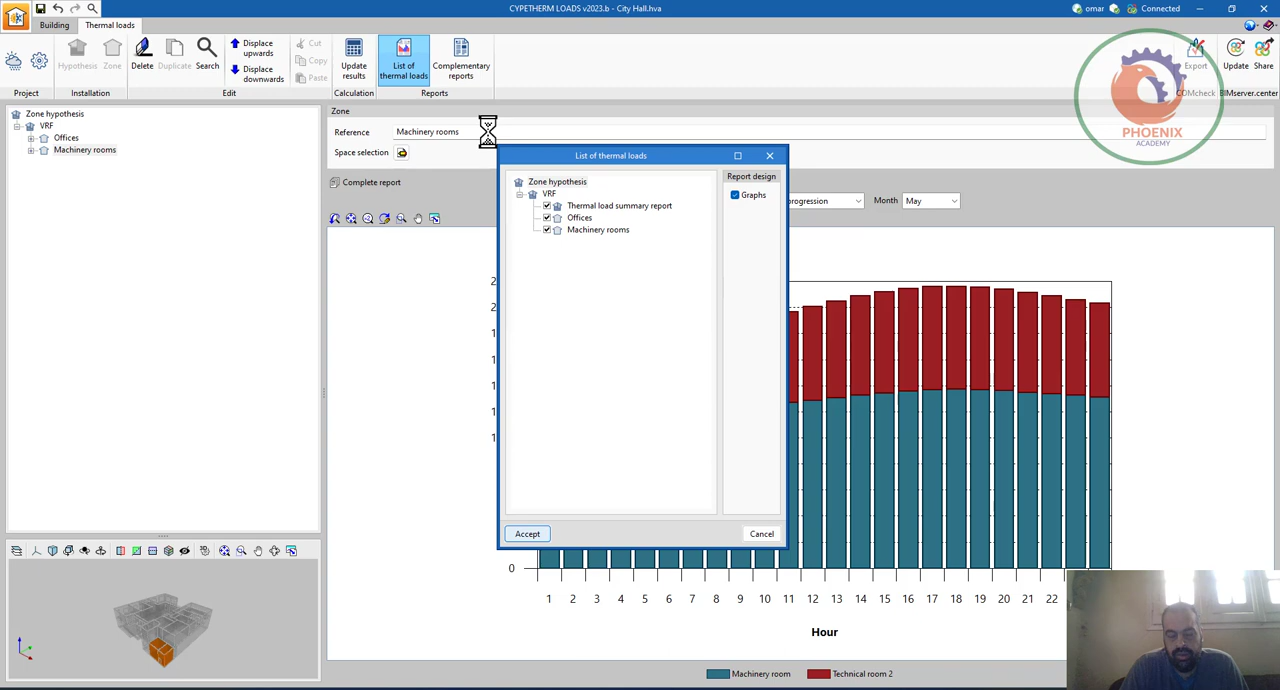 CYPETHERM LOADS v2023.b - City Hall.hva
omar
Connected
Building
Thermal loads
Hypothesis
Zone
Delete
Duplicate
Search
Displace upwards
Displace downwards
Cut
Copy
Paste
Update results
List of thermal loads
Complementary reports
Export
Update
Share
Project
Installation
Edit
Calculation
Reports
COMcheck
BIMserver.center
PHOENIX
ACADEMY
Zone hypothesis
VRF
Offices
Machinery rooms
Zone
Reference
Machinery rooms
Space selection
Complete report
Month
May
List of thermal loads
Zone hypothesis
VRF
Thermal load summary report
Offices
Machinery rooms
Report design
Graphs
Accept
Cancel
0
1 2 3 4 5 6 7 8 9 10 11 12 13 14 15 16 17 18 19 20 21 22
Hour
Machinery room
Technical room 2